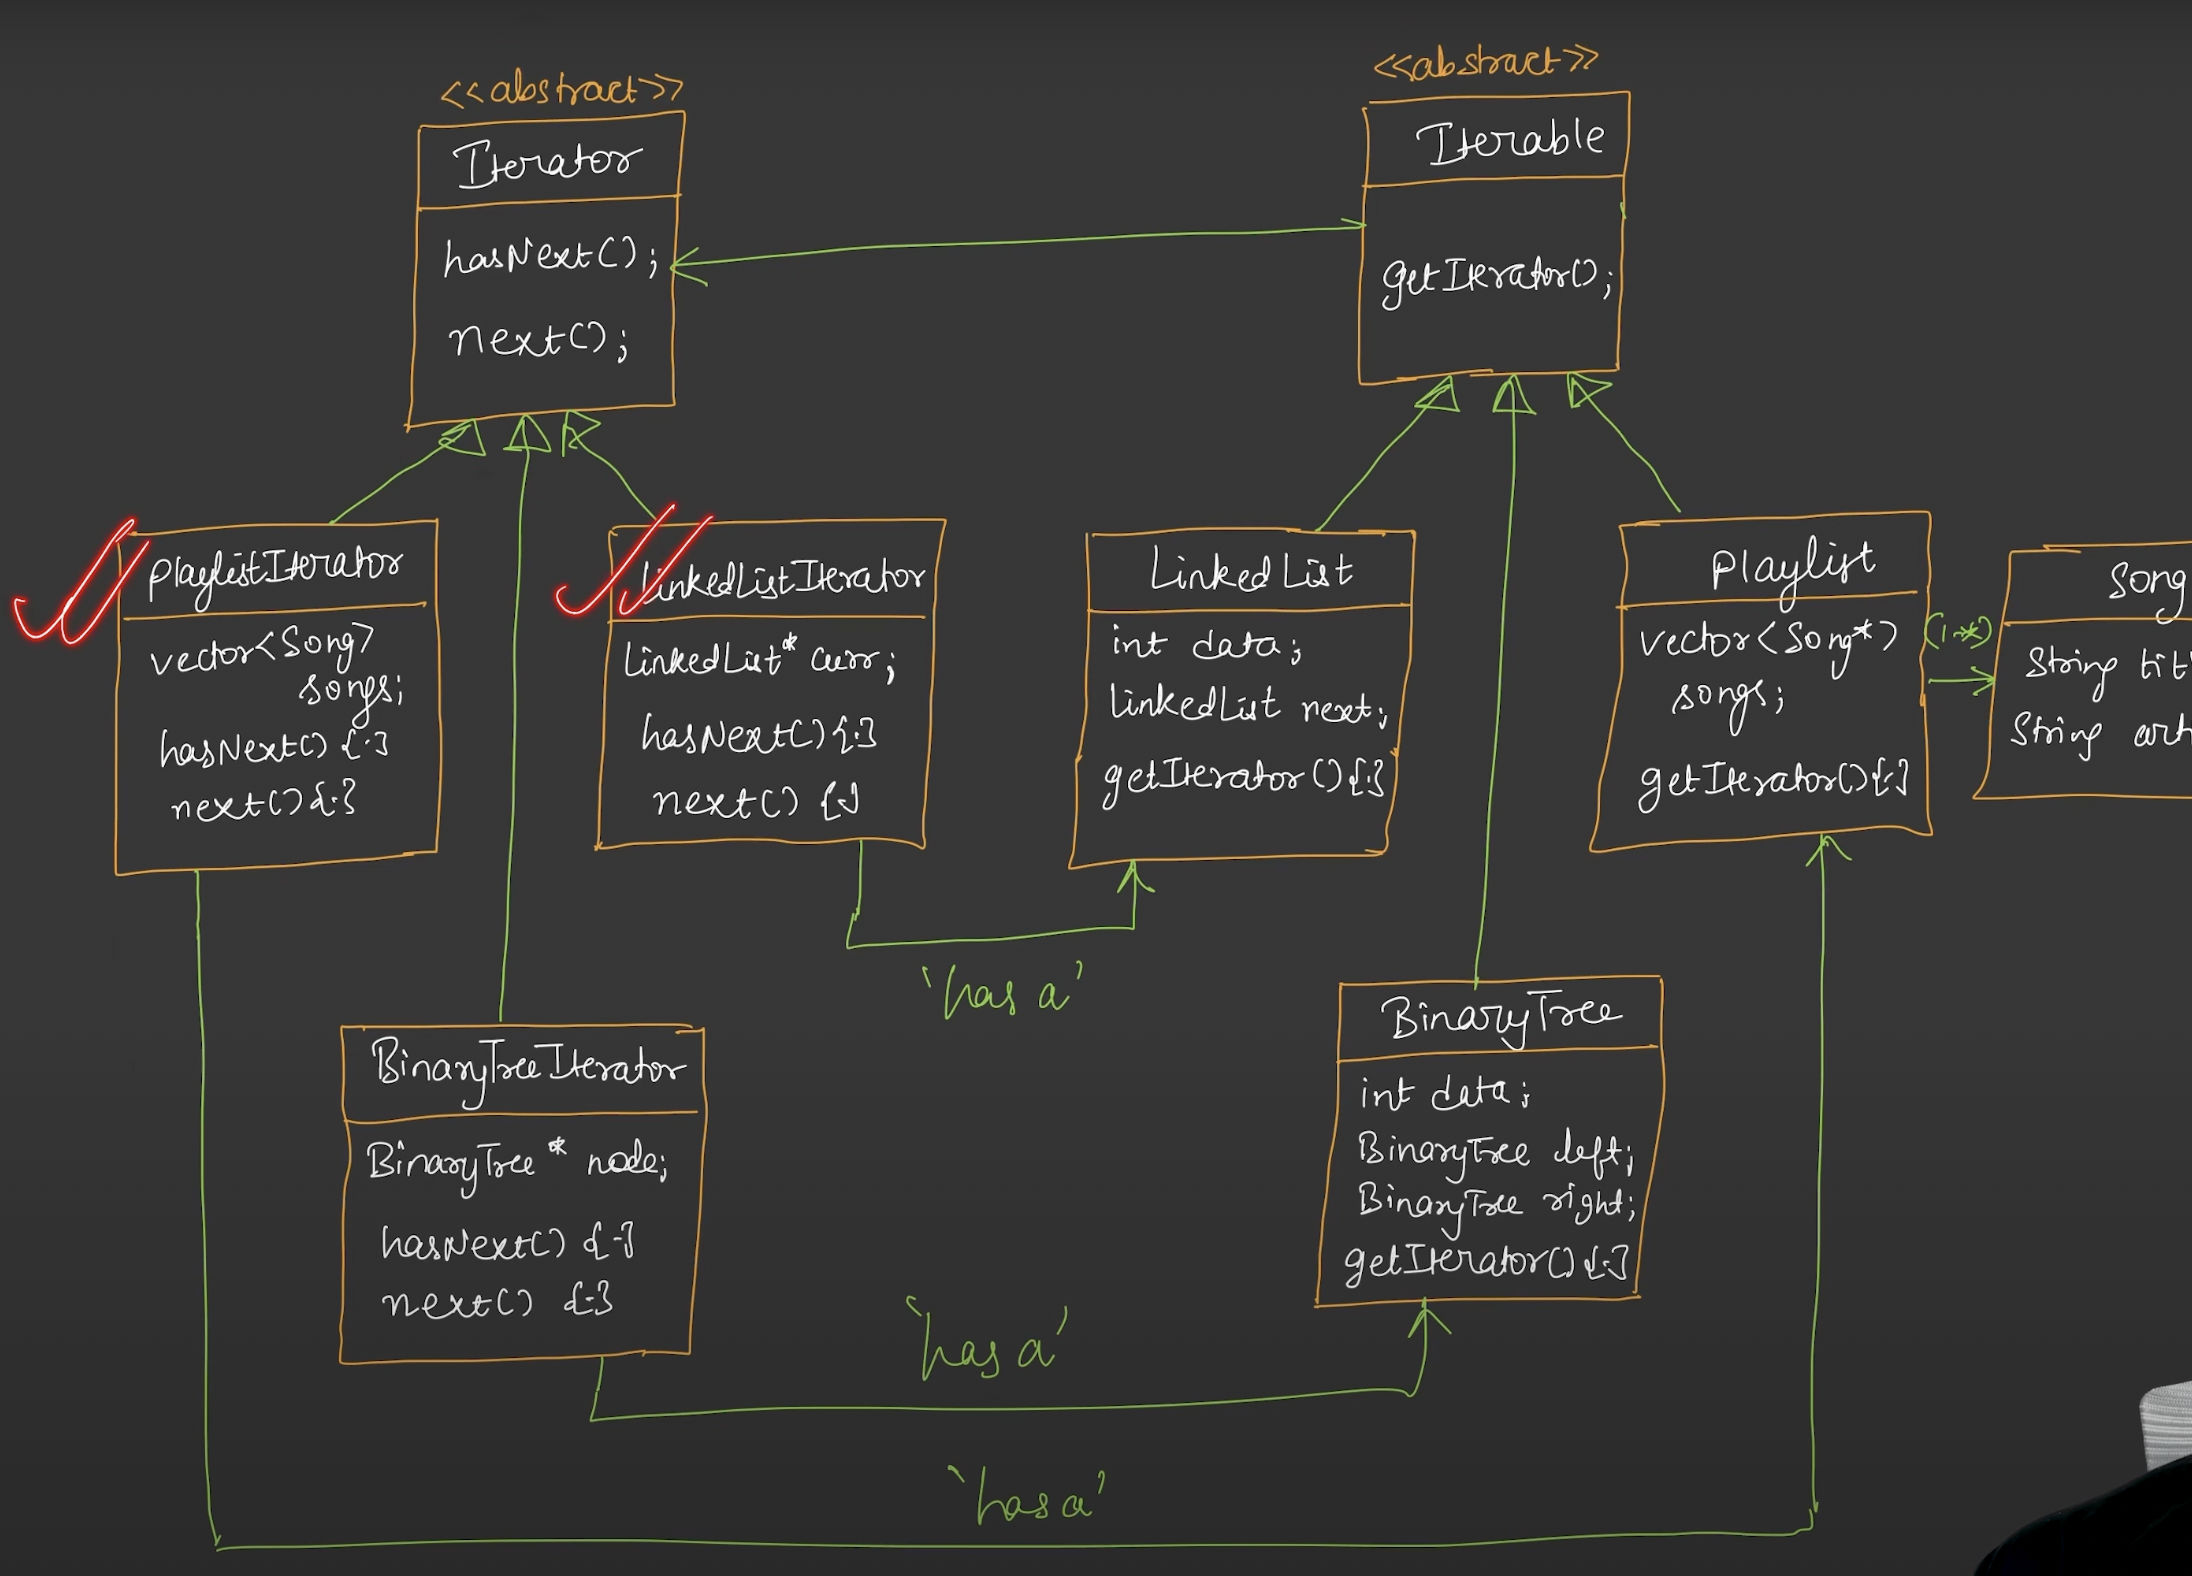 <<abstract>>
Iterator
hasNext();
next();
<<abstract>>
Iterable
getIterator();
PlaylistIterator
vector<Song>
songs;
hasNext() {..}
next() {..}
LinkedListIterator
LinkedList* curr;
hasNext() {..}
next() {..}
LinkedList
int data;
LinkedList next;
getIterator() {..}
Playlist
vector<Song*>
songs;
getIterator() {..}
(1-*)
Song
String tit
String art
'has a'
BinaryTreeIterator
BinaryTree* node;
hasNext() {..}
next() {..}
BinaryTree
int data;
BinaryTree left;
BinaryTree right;
getIterator() {..}
'has a'
'has a'